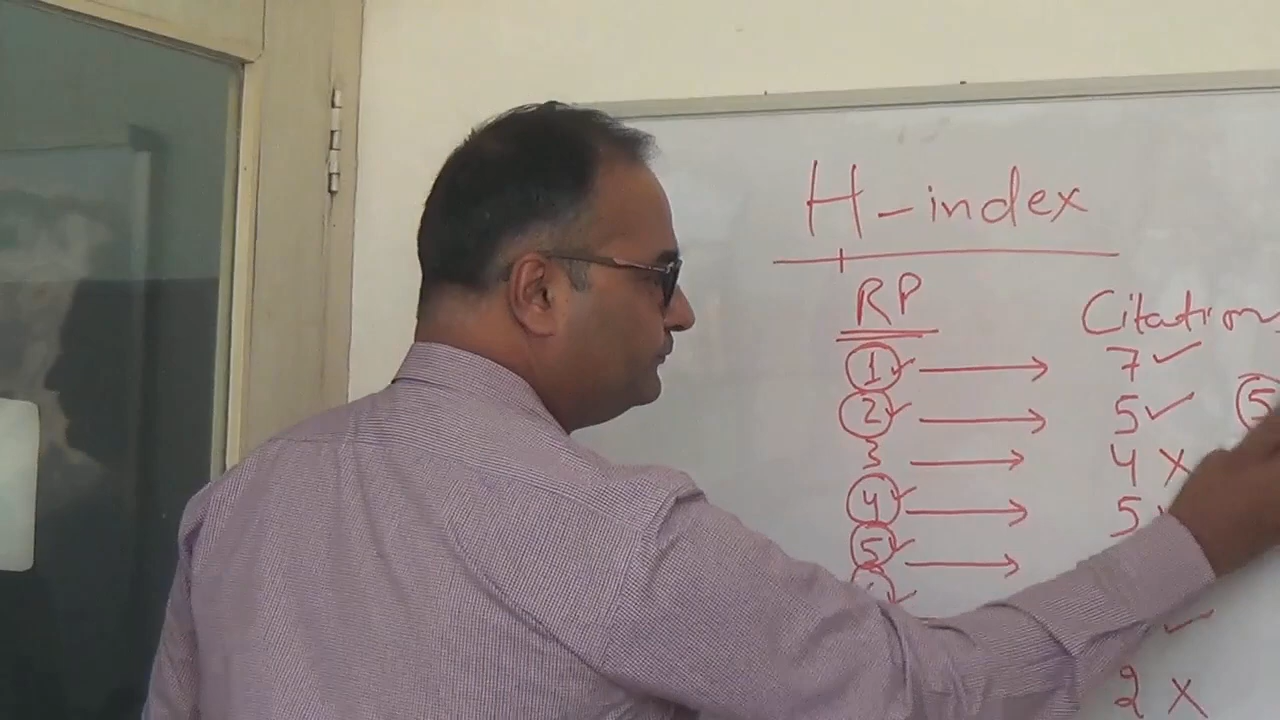 H-index
RP Citations
1 ✓ → 7 ✓
2 ✓ → 5 ✓ 5
3 → 4 X
4 ✓ → 5
5 ✓ →
✓ ✓
2 X